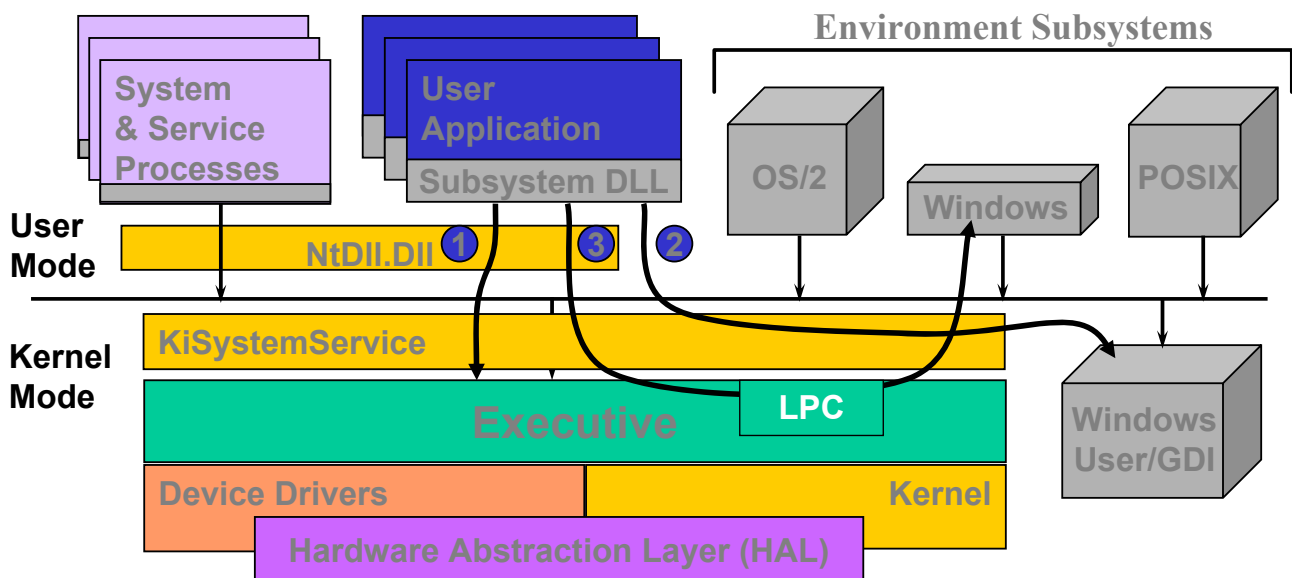 Environment Subsystems
System
& Service
Processes
User
Application
Subsystem DLL
OS/2
Windows
POSIX
User
Mode
NtDll.Dll
1
3
2
Kernel
Mode
KiSystemService
Executive
LPC
Windows
User/GDI
Device Drivers
Kernel
Hardware Abstraction Layer (HAL)